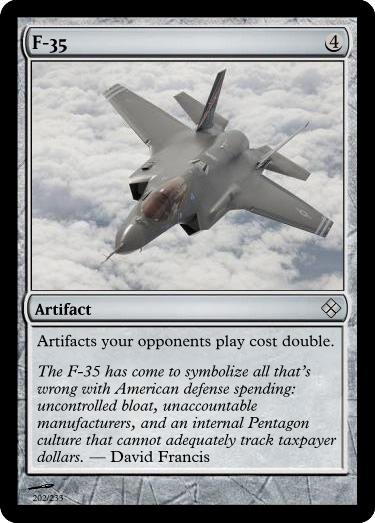 F-35 4
Artifact
Artifacts your opponents play cost double.
The F-35 has come to symbolize all that's
wrong with American defense spending:
uncontrolled bloat, unaccountable
manufacturers, and an internal Pentagon
culture that cannot adequately track taxpayer
dollars. — David Francis
202/233